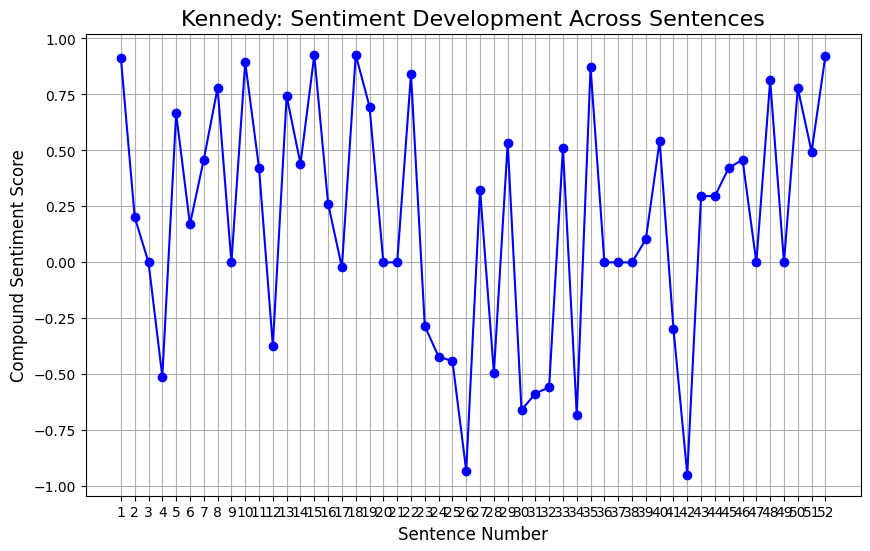 Kennedy: Sentiment Development Across Sentences
Compound Sentiment Score
1.00
0.75
0.50
0.25
0.00
−0.25
−0.50
−0.75
−1.00
1 2 3 4 5 6 7 8 9 10 11 12 13 14 15 16 17 18 19 20 21 22 23 24 25 26 27 28 29 30 31 32 33 34 35 36 37 38 39 40 41 42 43 44 45 46 47 48 49 50 51 52
Sentence Number